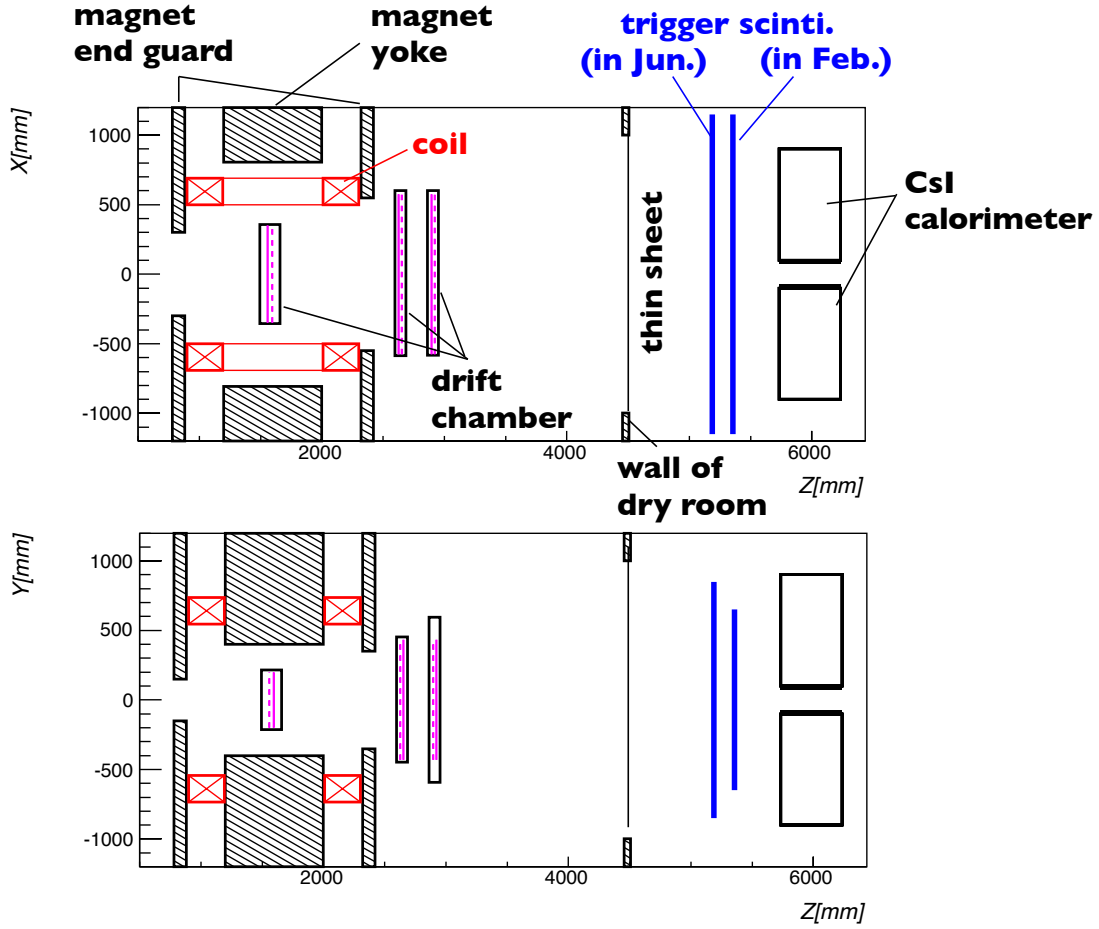 magnet
end guard
magnet
yoke
trigger scinti.
(in Jun.)
(in Feb.)
X[mm]
1000
500
0
-500
-1000
coil
thin sheet
CsI
calorimeter
drift
chamber
2000
4000
6000
Z[mm]
wall of
dry room
Y[mm]
1000
500
0
-500
-1000
2000
4000
6000
Z[mm]